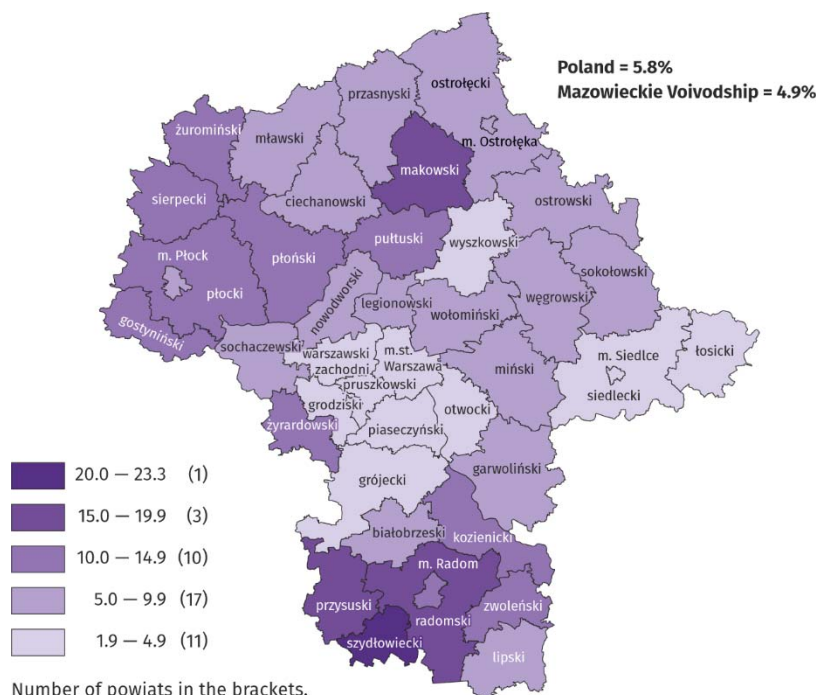 Poland = 5.8%
Mazowieckie Voivodship = 4.9%
ostrołęcki
przasnyski
żuromiński
mławski
m. Ostrołęka
makowski
sierpecki
ciechanowski
ostrowski
pułtuski
wyszkowski
m. Płock
płoński
sokołowski
płocki
nowodworski
legionowski
węgrowski
wołomiński
gostyniński
sochaczewski
warszawski
zachodni
m.st.
Warszawa
m. Siedlce
łosicki
miński
pruszkowski
siedlecki
grodziski
otwocki
żyrardowski
piaseczyński
grójecki
garwoliński
20.0 — 23.3 (1)
15.0 — 19.9 (3)
10.0 — 14.9 (10)
5.0 — 9.9 (17)
1.9 — 4.9 (11)
białobrzeski
kozienicki
m. Radom
przysuski
zwoleński
radomski
szydłowiecki
lipski
Number of powiats in the brackets.